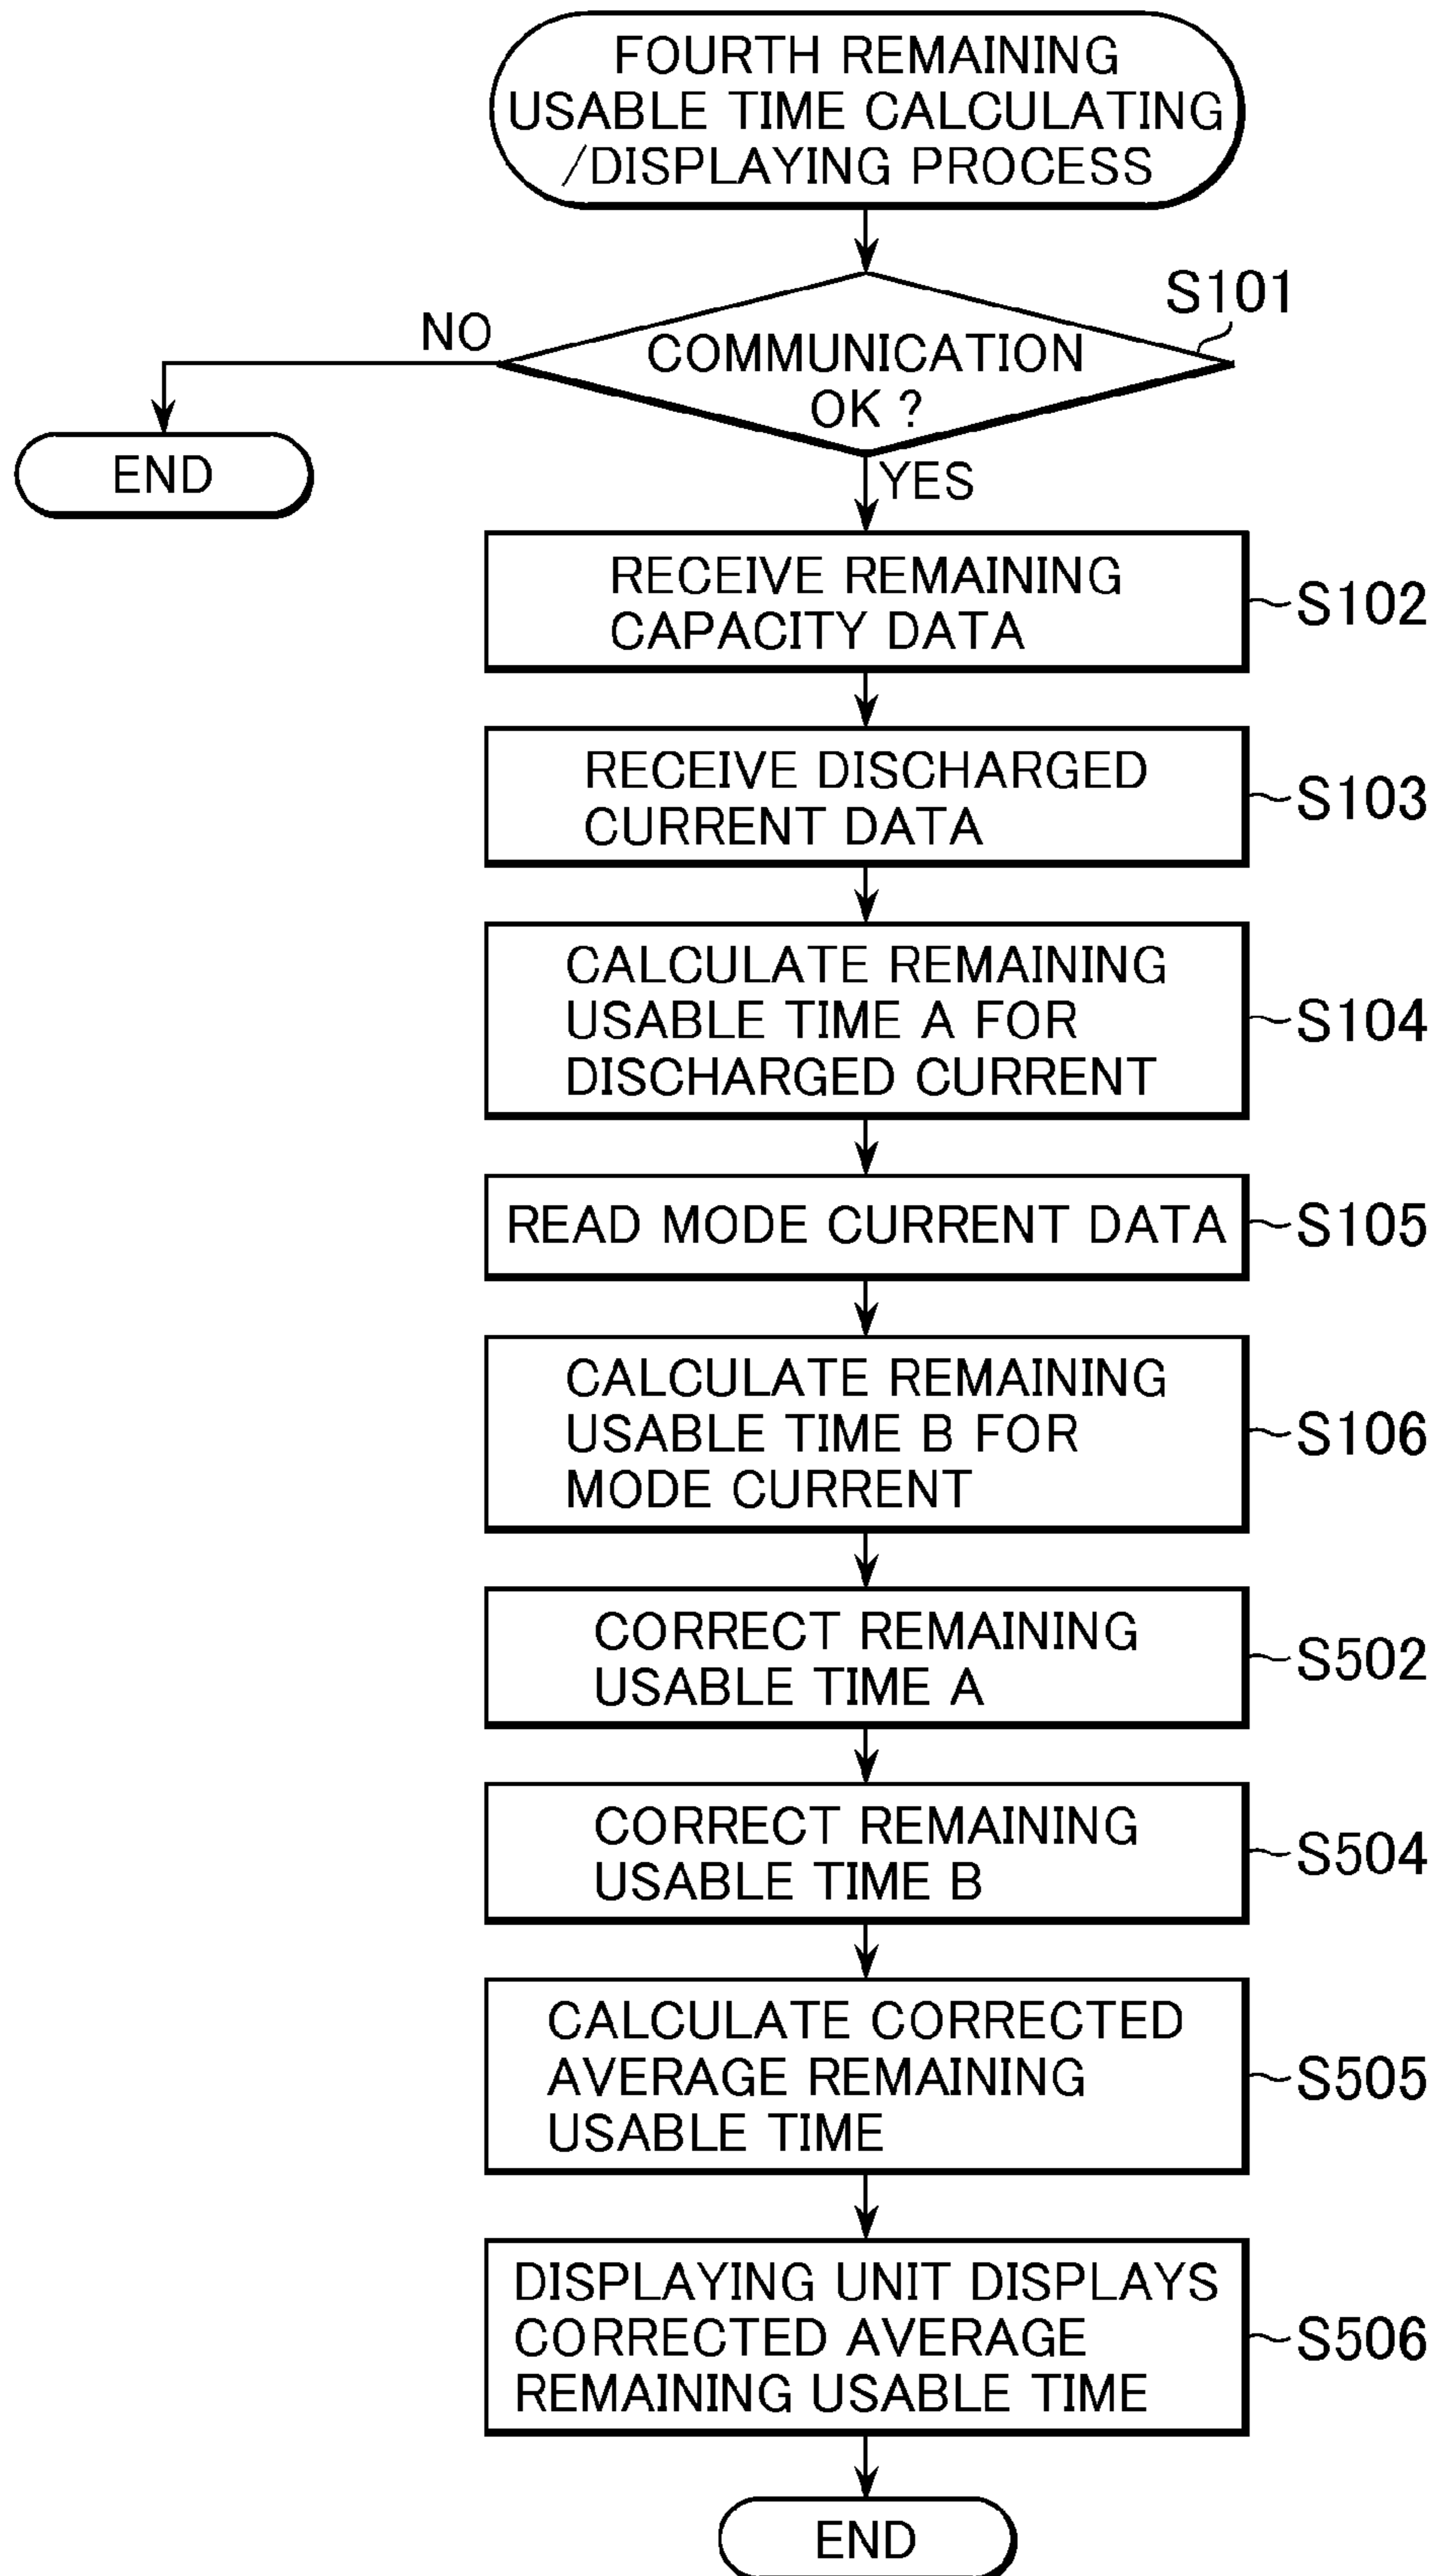 FOURTH REMAINING
USABLE TIME CALCULATING
/DISPLAYING PROCESS
S101
NO
COMMUNICATION
OK ?
END
YES
RECEIVE REMAINING
CAPACITY DATA
S102
RECEIVE DISCHARGED
CURRENT DATA
S103
CALCULATE REMAINING
USABLE TIME A FOR
DISCHARGED CURRENT
S104
READ MODE CURRENT DATA
S105
CALCULATE REMAINING
USABLE TIME B FOR
MODE CURRENT
S106
CORRECT REMAINING
USABLE TIME A
S502
CORRECT REMAINING
USABLE TIME B
S504
CALCULATE CORRECTED
AVERAGE REMAINING
USABLE TIME
S505
DISPLAYING UNIT DISPLAYS
CORRECTED AVERAGE
REMAINING USABLE TIME
S506
END